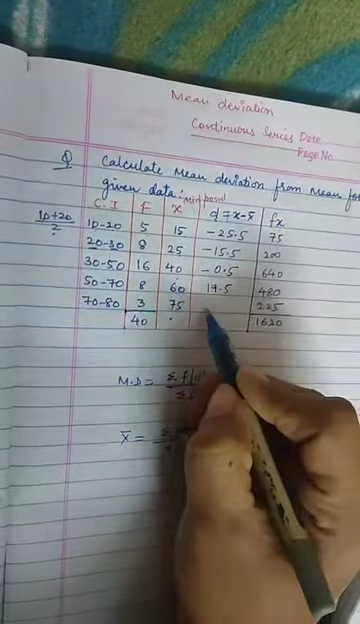 Mean deviation
Continuous Series Date
Page No.
Q Calculate Mean deviation from Mean for
given data:
C.I F X (Mid point) d = x - x̄ fx
10+20
2
10-20 5 15 -25.5 75
20-30 8 25 -15.5 200
30-50 16 40 -0.5 640
50-70 8 60 19.5 480
70-80 3 75 225
40 1620
M.D = Σf|d|
X̄ =